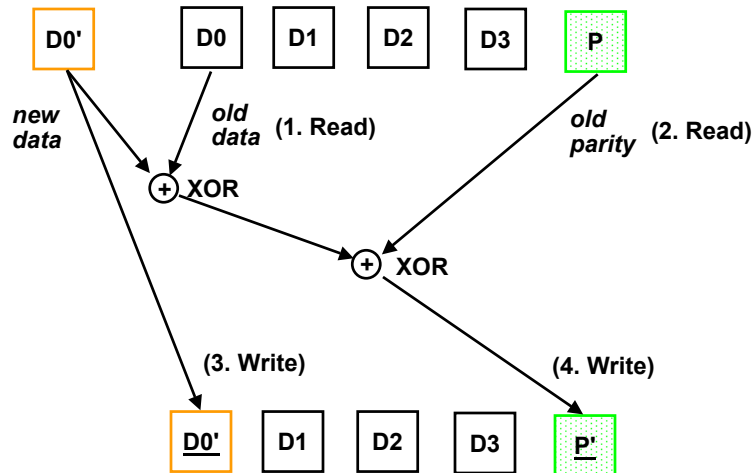 D0' D0 D1 D2 D3 P
new data
old data (1. Read)
old parity (2. Read)
+ XOR
+ XOR
(3. Write)
(4. Write)
D0' D1 D2 D3 P'